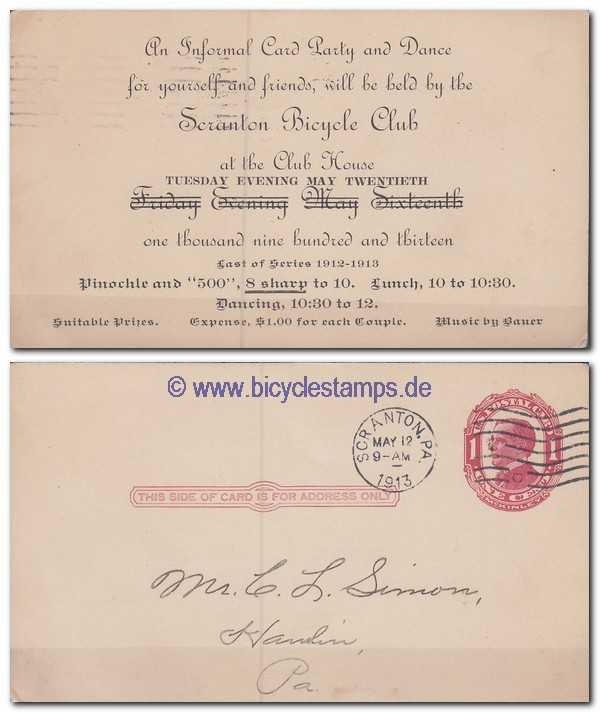 An Informal Card Party and Dance
for yourself and friends, will be held by the
Scranton Bicycle Club
at the Club House
TUESDAY EVENING MAY TWENTIETH
Friday Evening May Sixteenth
one thousand nine hundred and thirteen
Last of Series 1912-1913
Pinochle and "500", 8 sharp to 10. Lunch, 10 to 10:30.
Dancing, 10:30 to 12.
Suitable Prizes. Expense, $1.00 for each Couple. Music by Bauer
© www.bicyclestamps.de
SCRANTON, PA.
MAY 12
9-AM
1913
1 1
MCKINLEY
THIS SIDE OF CARD IS FOR ADDRESS ONLY
Mr. C. L. Simon,
Hamlin,
Pa.